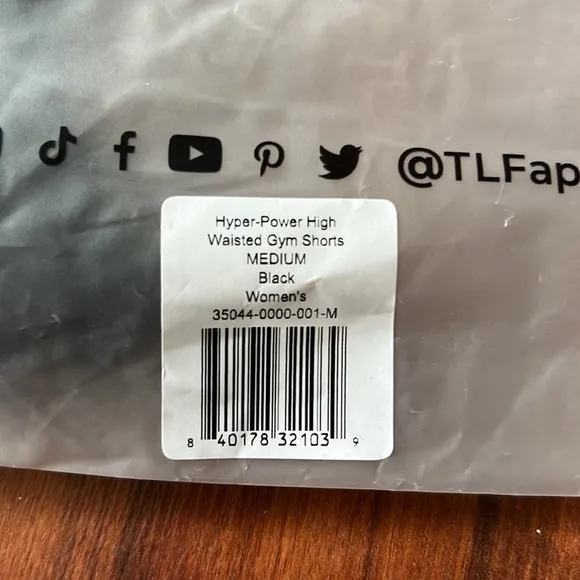 @TLFap
Hyper-Power High
Waisted Gym Shorts
MEDIUM
Black
Women's
35044-0000-001-M
8 40178 32103 9